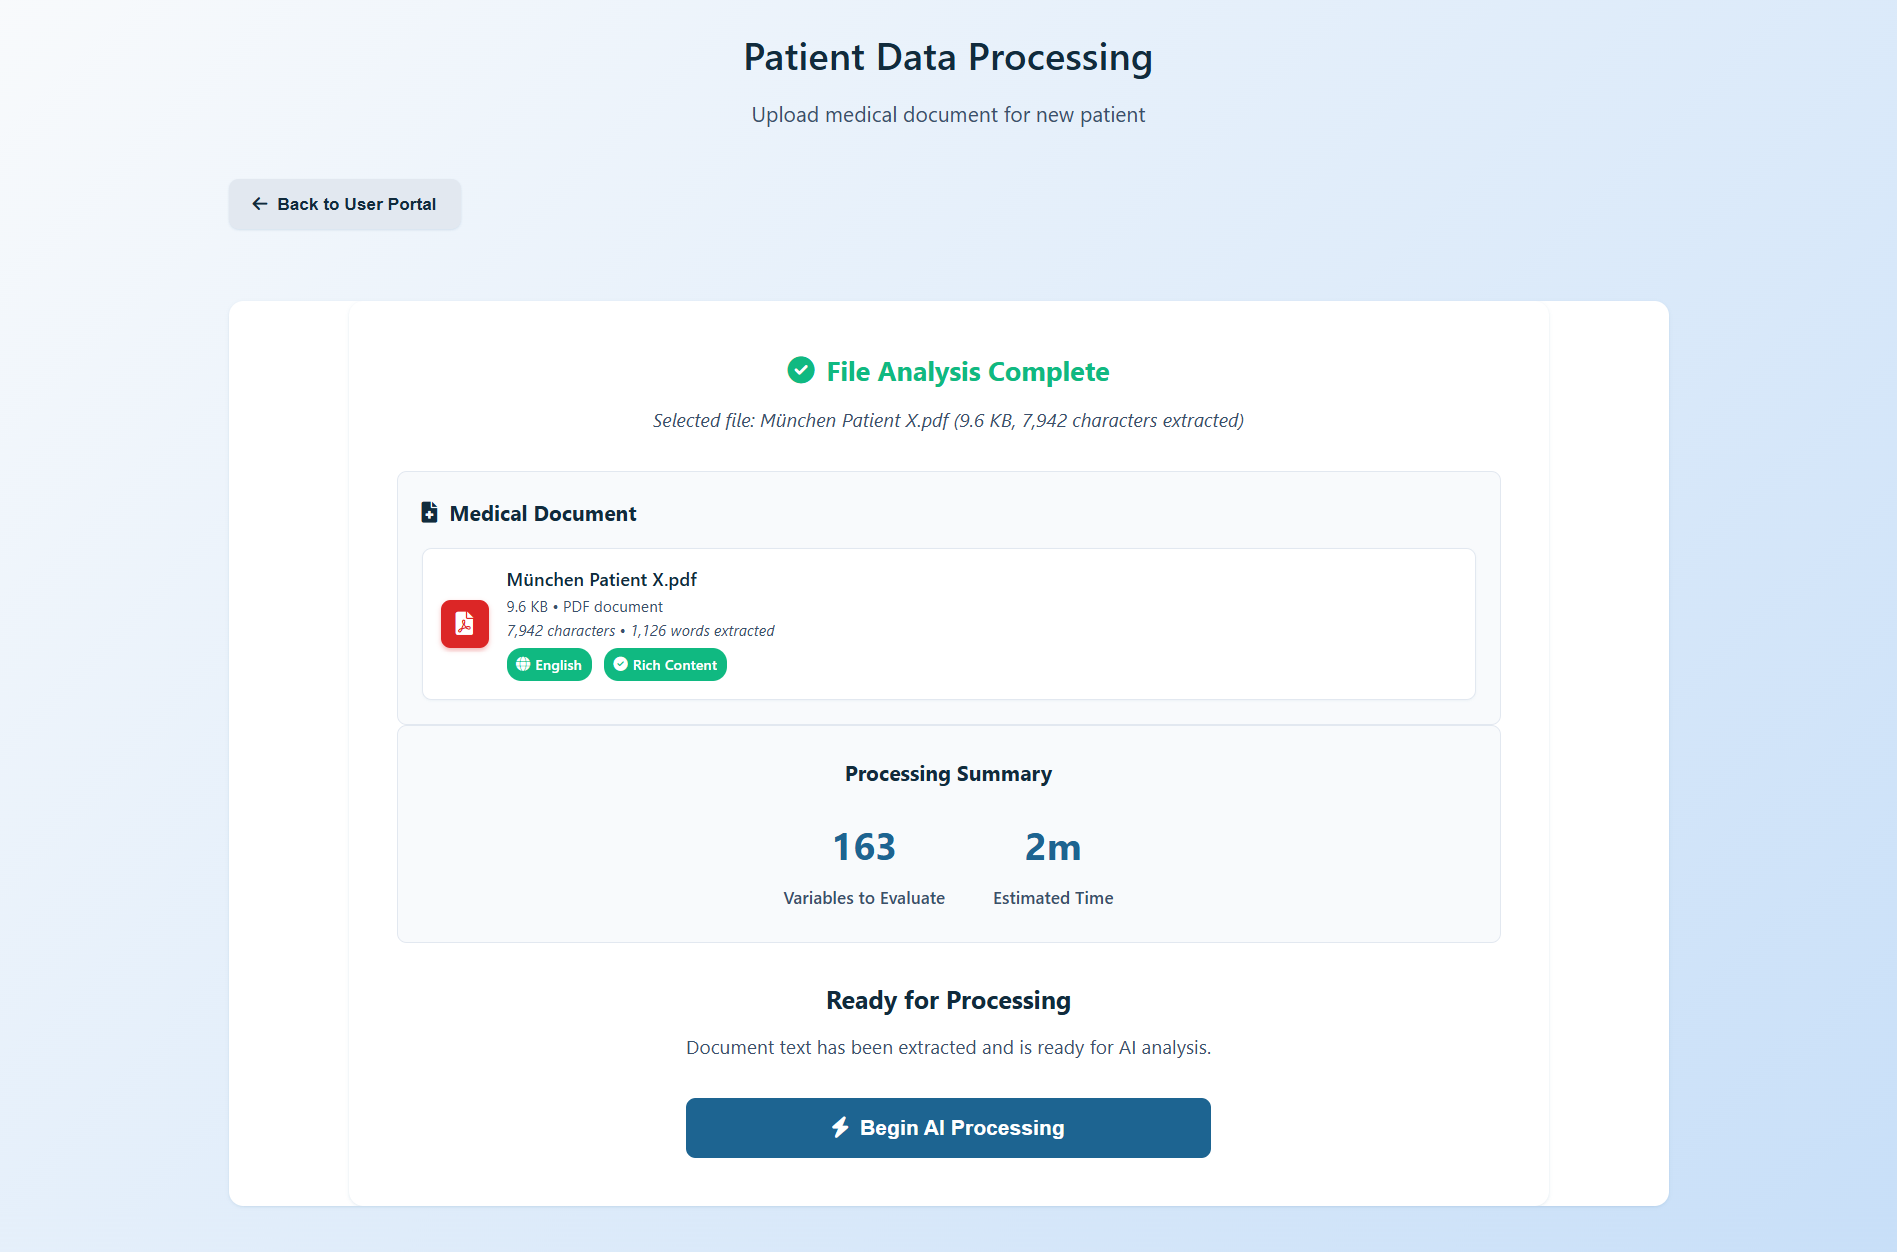 Patient Data Processing
Upload medical document for new patient
Back to User Portal
File Analysis Complete
Selected file: München Patient X.pdf (9.6 KB, 7,942 characters extracted)
Medical Document
München Patient X.pdf
9.6 KB • PDF document
7,942 characters • 1,126 words extracted
English Rich Content
Processing Summary
163 2m
Variables to Evaluate Estimated Time
Ready for Processing
Document text has been extracted and is ready for AI analysis.
Begin AI Processing